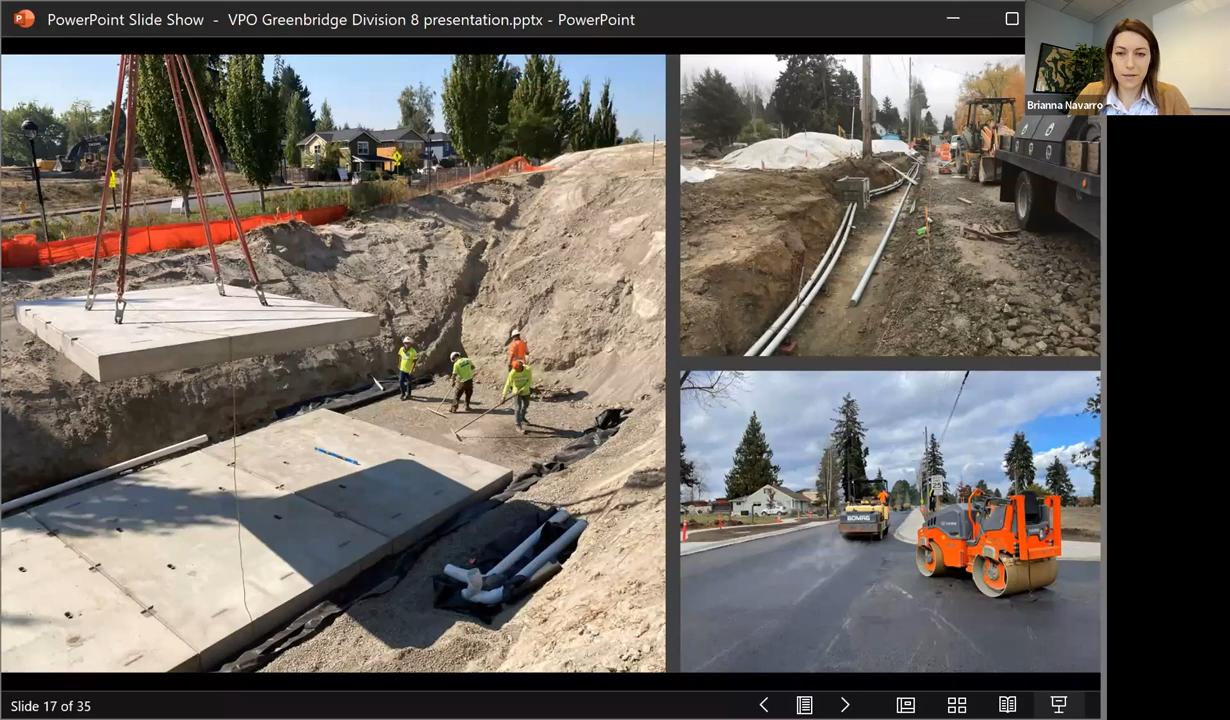 PowerPoint Slide Show - VPO Greenbridge Division 8 presentation.pptx - PowerPoint
Brianna Navarro
BOMAG
Slide 17 of 35